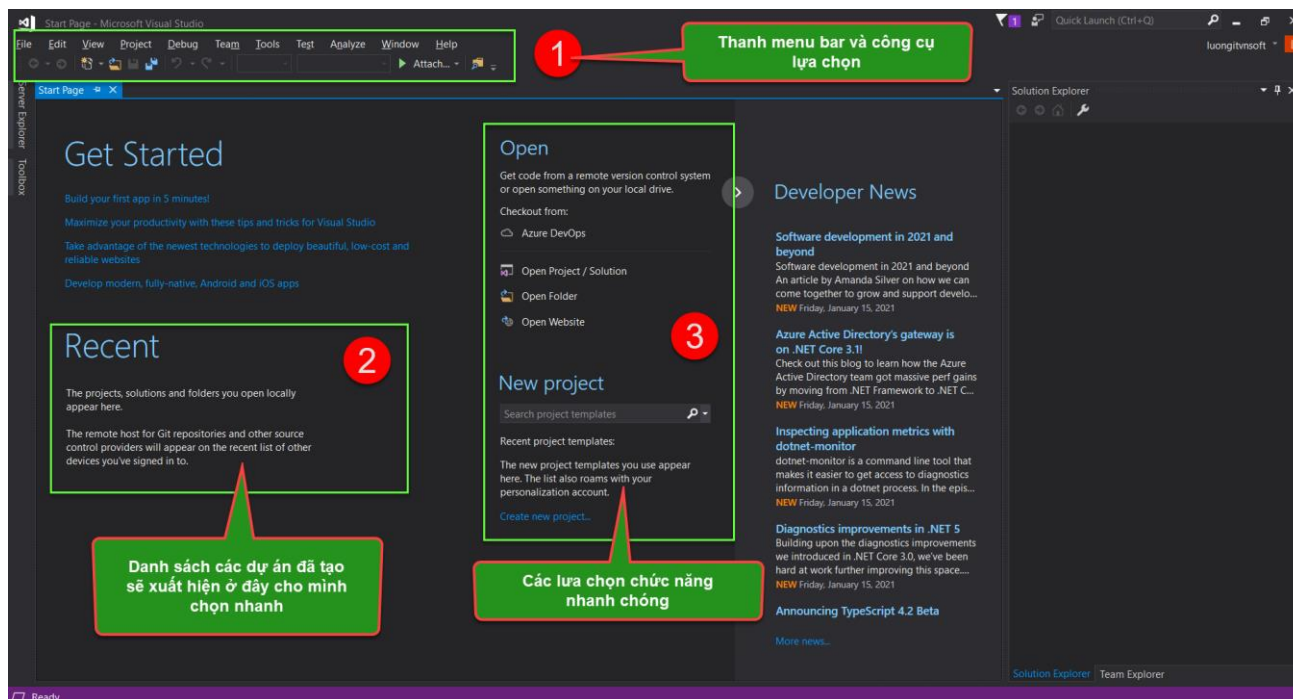 Start Page - Microsoft Visual Studio
1
Quick Launch (Ctrl+Q)
File Edit View Project Debug Team Tools Test Analyze Window Help
luongitvnsoft
Attach...
1
Thanh menu bar và công cụ
lựa chọn
Server Explorer
Toolbox
Start Page
Solution Explorer
Get Started
Build your first app in 5 minutes!
Maximize your productivity with these tips and tricks for Visual Studio
Take advantage of the newest technologies to deploy beautiful, low-cost and
reliable websites
Develop modern, fully-native, Android and iOS apps
Recent
2
The projects, solutions and folders you open locally
appear here.
The remote host for Git repositories and other source
control providers will appear on the recent list of other
devices you've signed in to.
Danh sách các dự án đã tạo
sẽ xuất hiện ở đây cho mình
chọn nhanh
Open
Get code from a remote version control system
or open something on your local drive.
Checkout from:
Azure DevOps
Open Project / Solution
Open Folder
Open Website
3
New project
Search project templates
Recent project templates:
The new project templates you use appear
here. The list also roams with your
personalization account.
Create new project...
Các lựa chọn chức năng
nhanh chóng
Developer News
Software development in 2021 and
beyond
Software development in 2021 and beyond
An article by Amanda Silver on how we can
come together to grow and support develo...
NEW Friday, January 15, 2021
Azure Active Directory's gateway is
on .NET Core 3.1!
Check out this blog to learn how the Azure
Active Directory team got massive perf gains
by moving from .NET Framework to .NET C...
NEW Friday, January 15, 2021
Inspecting application metrics with
dotnet-monitor
dotnet-monitor is a command line tool that
makes it easier to get access to diagnostics
information in a dotnet process. In the epis...
NEW Friday, January 15, 2021
Diagnostics improvements in .NET 5
Building upon the diagnostics improvements
we introduced in .NET Core 3.0, we've been
hard at work further improving this space....
NEW Friday, January 15, 2021
Announcing TypeScript 4.2 Beta
More news...
Solution Explorer Team Explorer
Ready